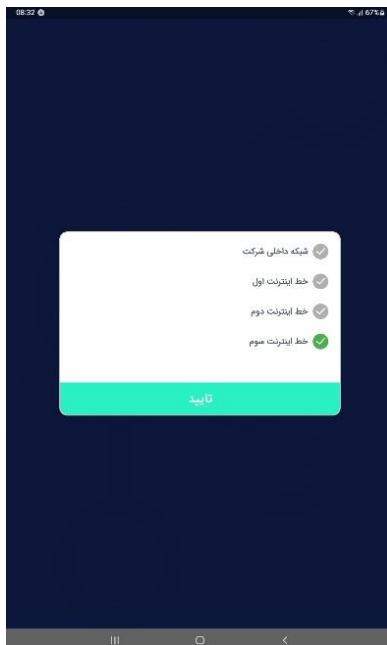 08:32
67%
شبکه داخلی شرکت
خط اینترنت اول
خط اینترنت دوم
خط اینترنت سوم
تایید